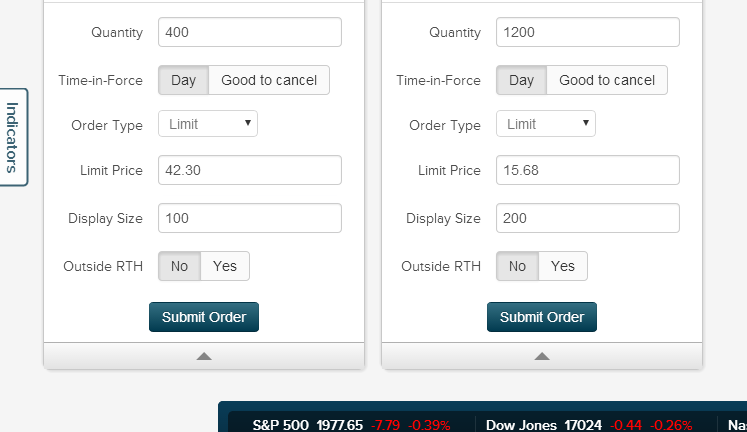 Quantity 400
Time-in-Force Day Good to cancel
Order Type Limit
Limit Price 42.30
Display Size 100
Outside RTH No Yes
Submit Order
Quantity 1200
Time-in-Force Day Good to cancel
Order Type Limit
Limit Price 15.68
Display Size 200
Outside RTH No Yes
Submit Order
Indicators
S&P 500 1977.65 -7.79 -0.39% Dow Jones 17024 -0.44 -0.26% Na